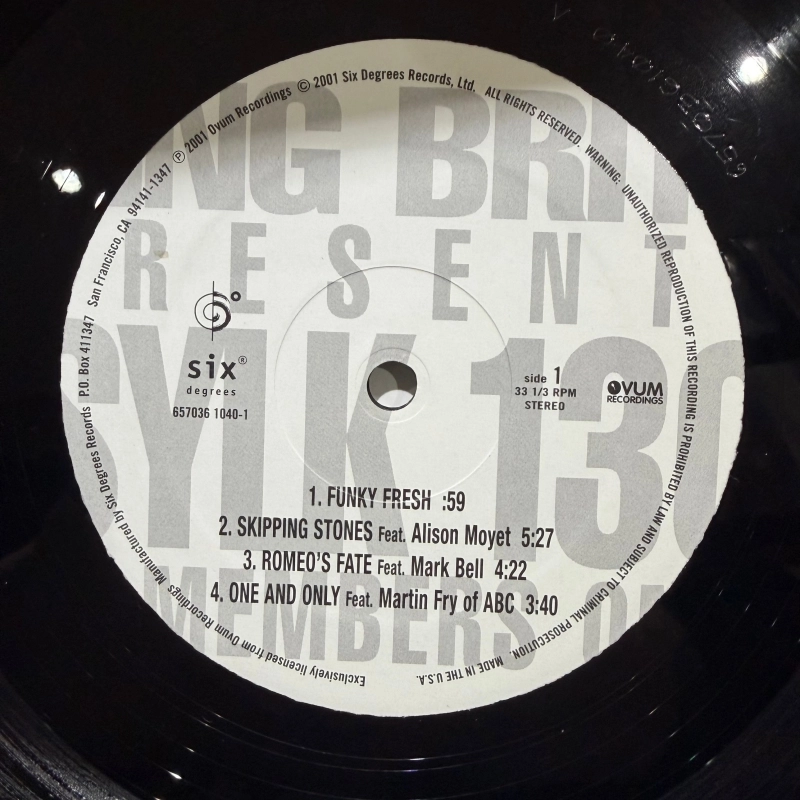 Manufactured by Six Degrees Records P.O. Box 411347 San Francisco, CA 94141-1347 ℗ 2001 Ovum Recordings © 2001 Six Degrees Records, Ltd. ALL RIGHTS RESERVED. WARNING: UNAUTHORIZED REPRODUCTION OF THIS RECORDING IS PROHIBITED BY LAW AND SUBJECT TO CRIMINAL PROSECUTION. MADE IN THE U.S.A.
Exclusively licensed from Ovum Recordings
ING BRIT
RESENT
SYLK 130
MEMBERS O
six®
degrees
657036 1040-1
side 1
33 1/3 RPM
STEREO
OVUM
RECORDINGS
1. FUNKY FRESH :59
2. SKIPPING STONES Feat. Alison Moyet 5:27
3. ROMEO'S FATE Feat. Mark Bell 4:22
4. ONE AND ONLY Feat. Martin Fry of ABC 3:40